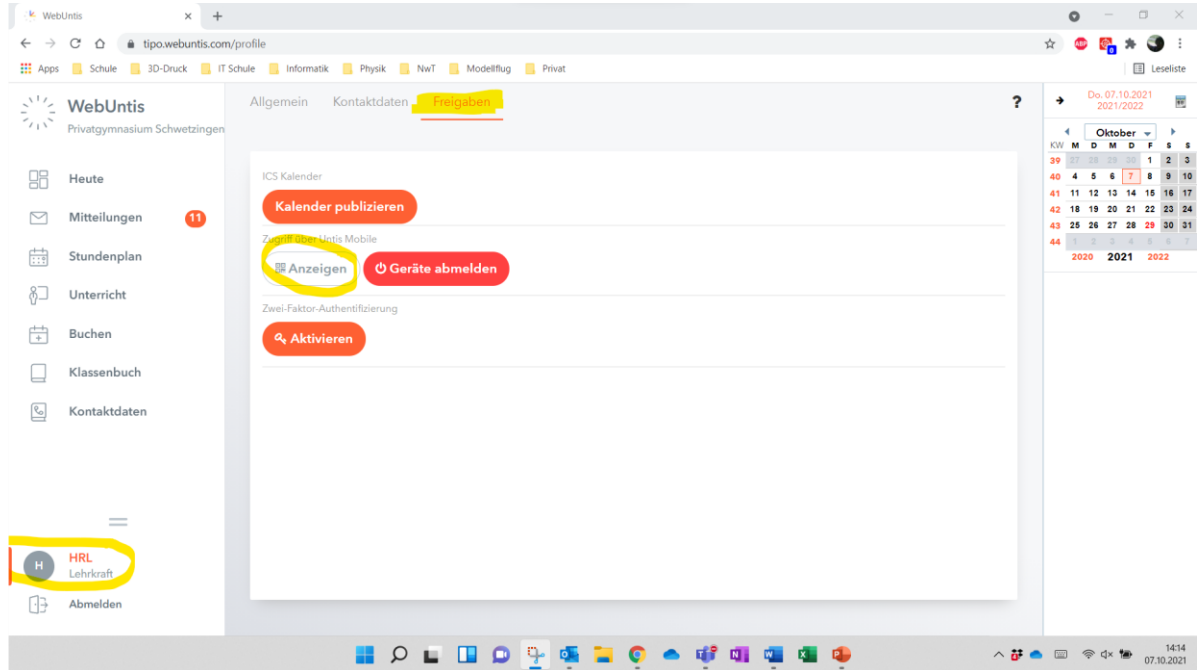 WebUntis
tipo.webuntis.com/profile
ABP
0
Apps Schule 3D-Druck IT Schule Informatik Physik NwT Modellflug Privat Leseliste
WebUntis
Privatgymnasium Schwetzingen
Heute
Mitteilungen 11
Stundenplan
Unterricht
Buchen
Klassenbuch
Kontaktdaten
H
HRL
Lehrkraft
Abmelden
Allgemein Kontaktdaten Freigaben ?
ICS Kalender
Kalender publizieren
Zugriff über Untis Mobile
Anzeigen Geräte abmelden
Zwei-Faktor-Authentifizierung
Aktivieren
Do. 07.10.2021
2021/2022
Oktober
KW M D M D F S S
39 27 28 29 30 1 2 3
40 4 5 6 7 8 9 10
41 11 12 13 14 15 16 17
42 18 19 20 21 22 23 24
43 25 26 27 28 29 30 31
44 1 2 3 4 5 6 7
2020 2021 2022
14:14
07.10.2021